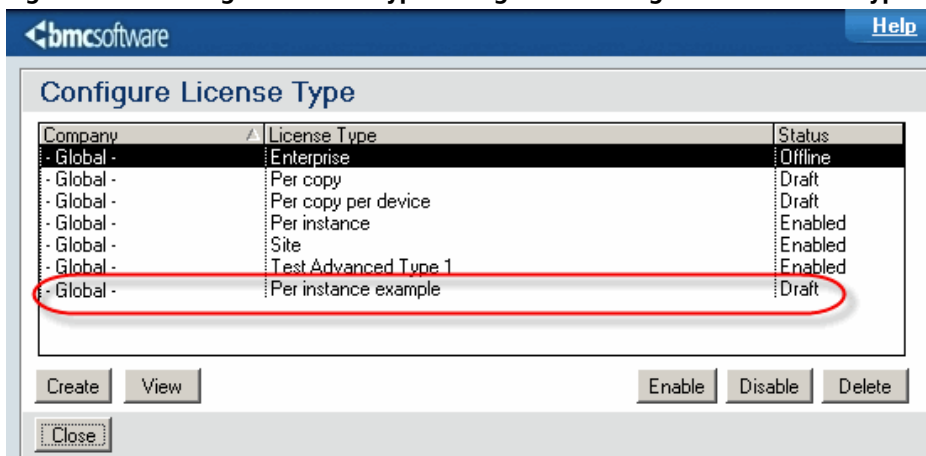 bmcsoftware
Help
Configure License Type
Company License Type Status
- Global - Enterprise Offline
- Global - Per copy Draft
- Global - Per copy per device Draft
- Global - Per instance Enabled
- Global - Site Enabled
- Global - Test Advanced Type 1 Enabled
- Global - Per instance example Draft
Create View Enable Disable Delete
Close